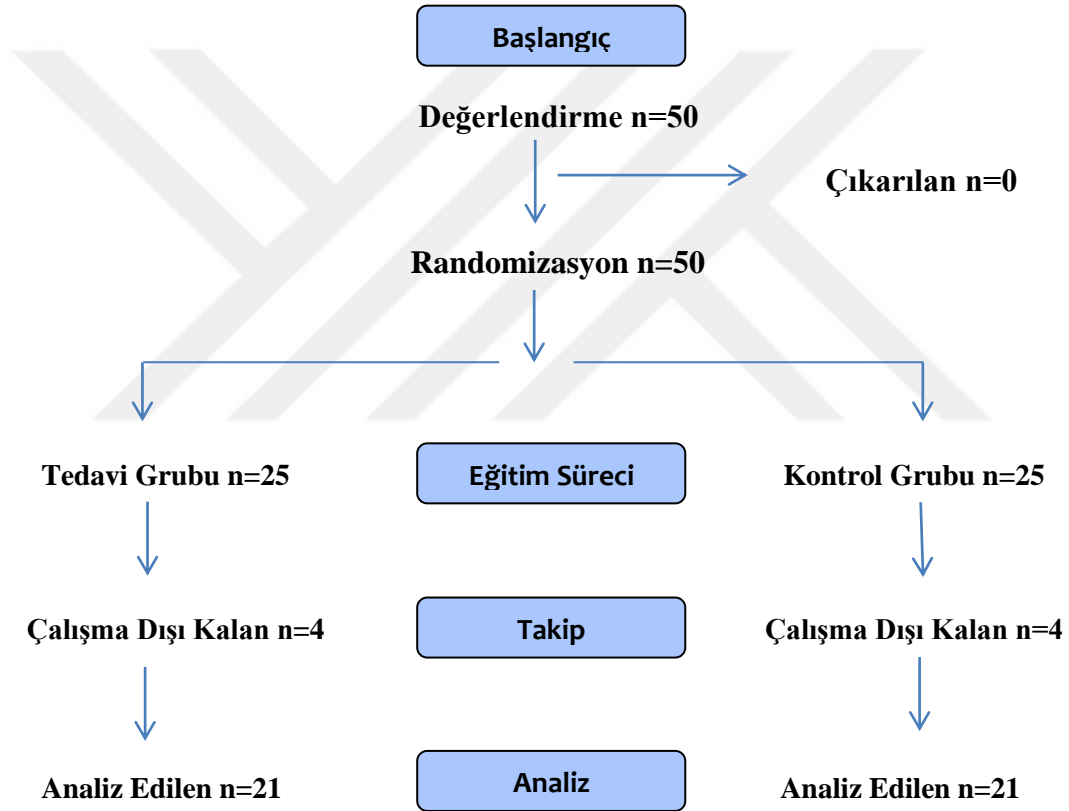 Başlangıç
Değerlendirme n=50
Çıkarılan n=0
Randomizasyon n=50
Tedavi Grubu n=25
Eğitim Süreci
Kontrol Grubu n=25
Çalışma Dışı Kalan n=4
Takip
Çalışma Dışı Kalan n=4
Analiz Edilen n=21
Analiz
Analiz Edilen n=21